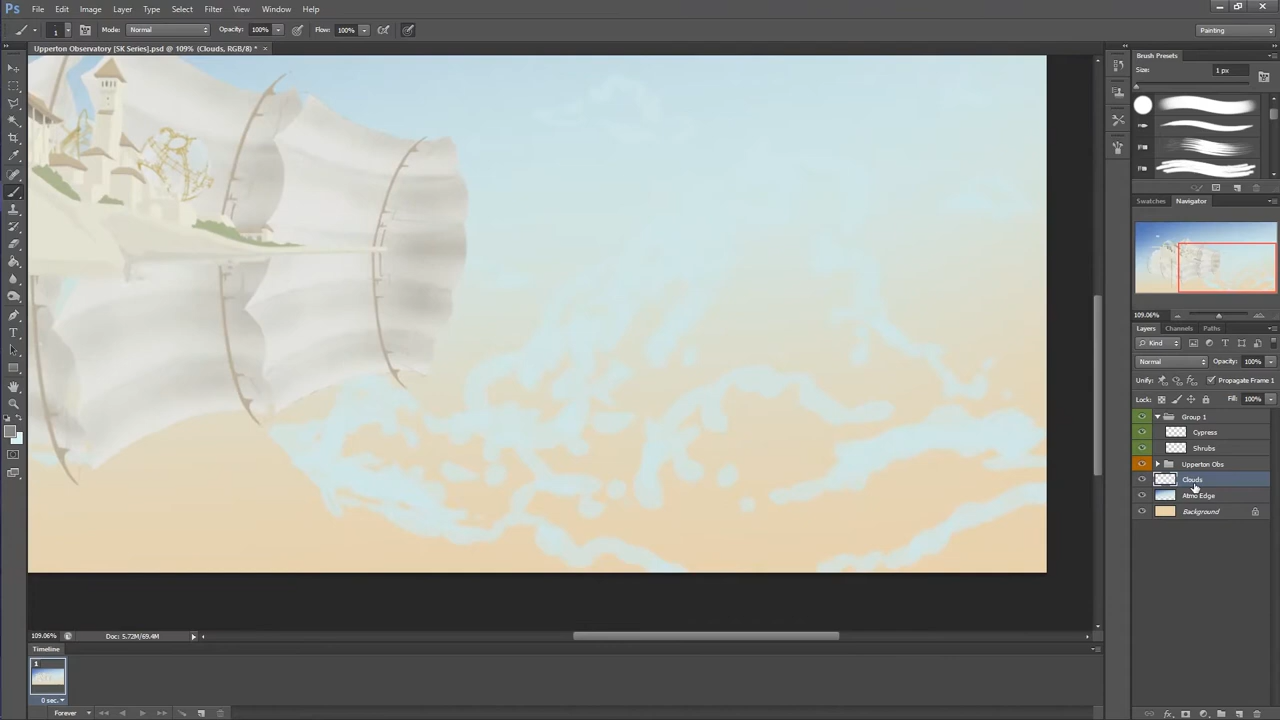 Ps File Edit Image Layer Type Select Filter View Window Help
1 Mode: Normal Opacity: 100% Flow: 100% Painting
Upperton Observatory [SK Series].psd @ 109% (Clouds, RGB/8) * ×
Brush Presets
Size: 1 px
Swatches Navigator
109.06%
Layers Channels Paths
Kind
Normal Opacity: 100%
Unify: Propagate Frame 1
Lock: Fill: 100%
Group 1
Cypress
Shrubs
Upperton Obs
Clouds
Atmo Edge
Background
109.06% Doc: 5.72M/69.4M
Timeline
1
0 sec.
Forever